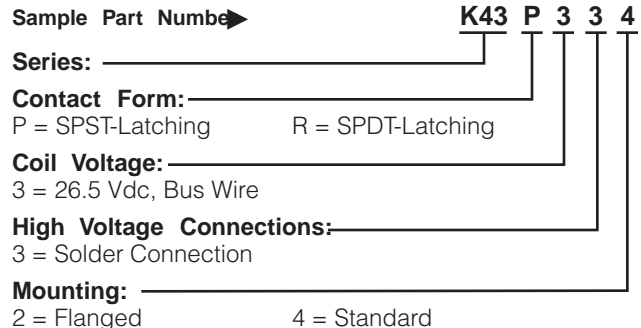 Sample Part Number K43 P 3 3 4
Series:
Contact Form:
P = SPST-Latching R = SPDT-Latching
Coil Voltage:
3 = 26.5 Vdc, Bus Wire
High Voltage Connections:
3 = Solder Connection
Mounting:
2 = Flanged 4 = Standard